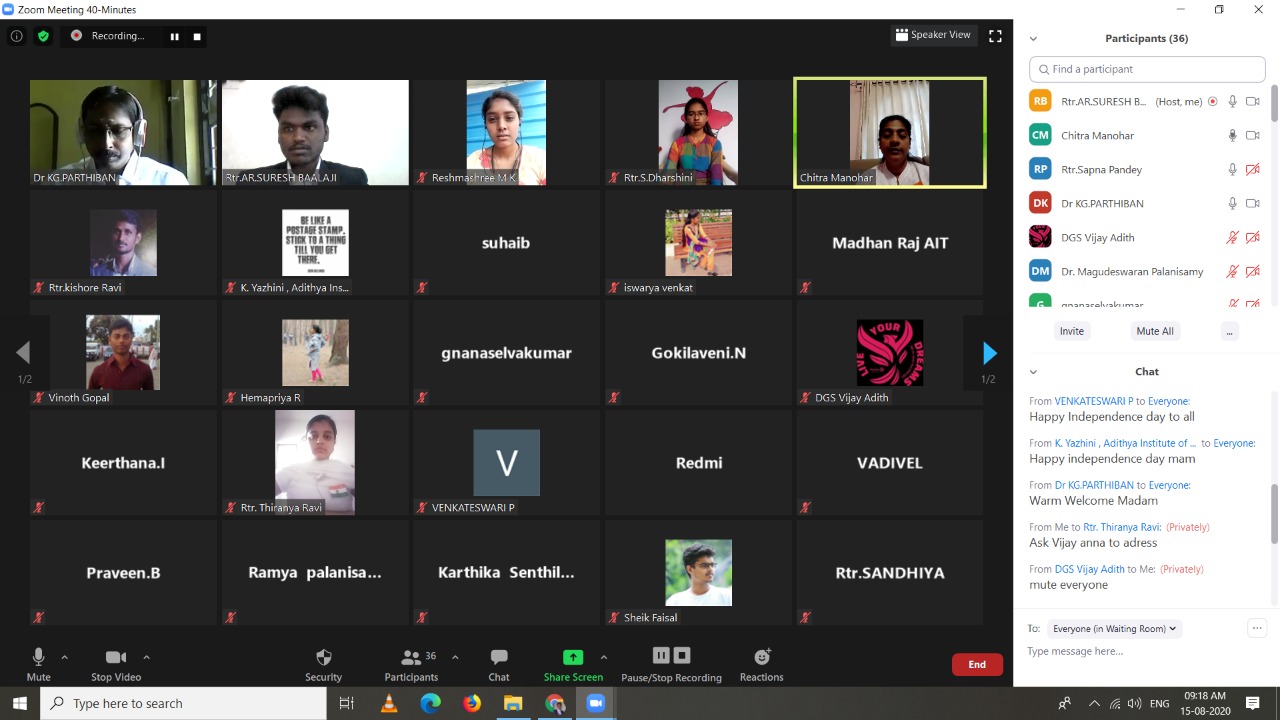 Zoom Meeting 40-Minutes
Recording...
Speaker View
Dr KG.PARTHIBAN
Rtr.AR.SURESH BAALAJI
Reshmashree M K
Rtr.S.Dharshini
Chitra Manohar
Rtr.kishore Ravi
BE LIKE A
POSTAGE STAMP.
STICK TO A THING
TILL YOU GET
THERE.
K. Yazhini , Adithya Ins...
suhaib
iswarya venkat
Madhan Raj AIT
1/2
Vinoth Gopal
Hemapriya R
gnanaselvakumar
Gokilaveni.N
LIVE YOUR DREAMS
DGS Vijay Adith
1/2
Keerthana.I
Rtr. Thiranya Ravi
V
VENKATESWARI P
Redmi
VADIVEL
Praveen.B
Ramya palanisa...
Karthika Senthil...
Sheik Faisal
Rtr.SANDHIYA
Mute
Stop Video
Security
36
Participants
Chat
Share Screen
Pause/Stop Recording
Reactions
End
Participants (36)
Find a participant
RB Rtr.AR.SURESH B... (Host, me)
CM Chitra Manohar
RP Rtr.Sapna Pandey
DK Dr KG.PARTHIBAN
DGS Vijay Adith
DM Dr. Magudeswaran Palanisamy
G gnanaselvakumar
Invite
Mute All
...
Chat
From VENKATESWARI P to Everyone:
Happy Independence day to all
From K. Yazhini , Adithya Institute of ... to Everyone:
Happy independence day mam
From Dr KG.PARTHIBAN to Everyone:
Warm Welcome Madam
From Me to Rtr. Thiranya Ravi: (Privately)
Ask Vijay anna to adress
From DGS Vijay Adith to Me: (Privately)
mute everyone
To: Everyone (in Waiting Room)
Type message here...
Type here to search
ENG
09:18 AM
15-08-2020